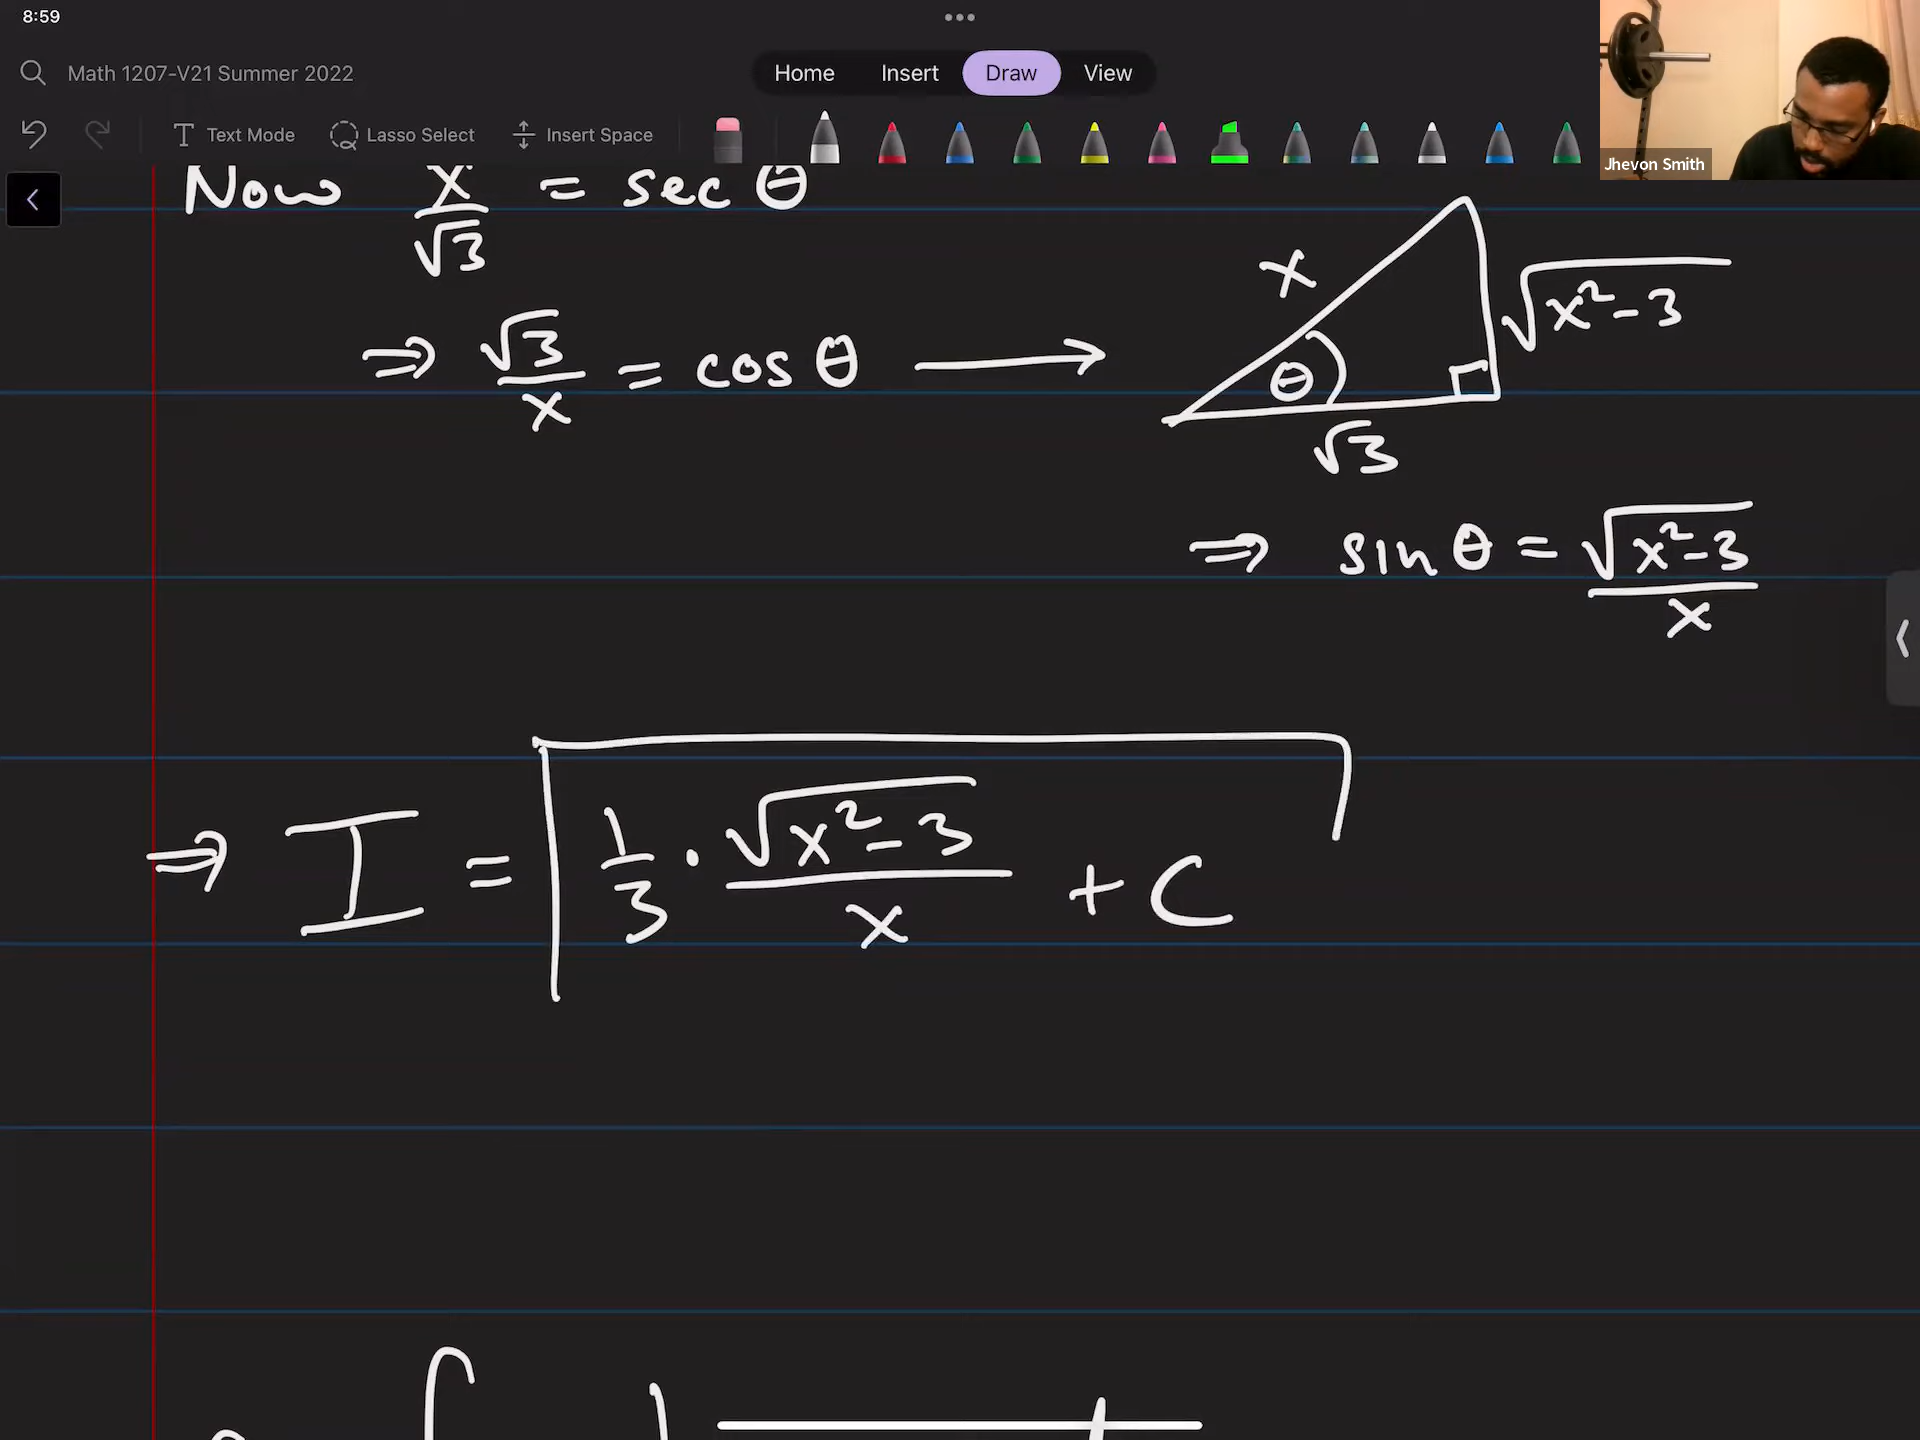 8:59
Math 1207-V21 Summer 2022
Home Insert Draw View
Text Mode Lasso Select Insert Space
Jhevon Smith
Now x/√3 = sec θ
⇒ √3/x = cos θ ⟶
x
√(x²-3)
θ
√3
⇒ sin θ = √(x²-3)/x
⇒ I = 1/3 · √(x²-3)/x + C